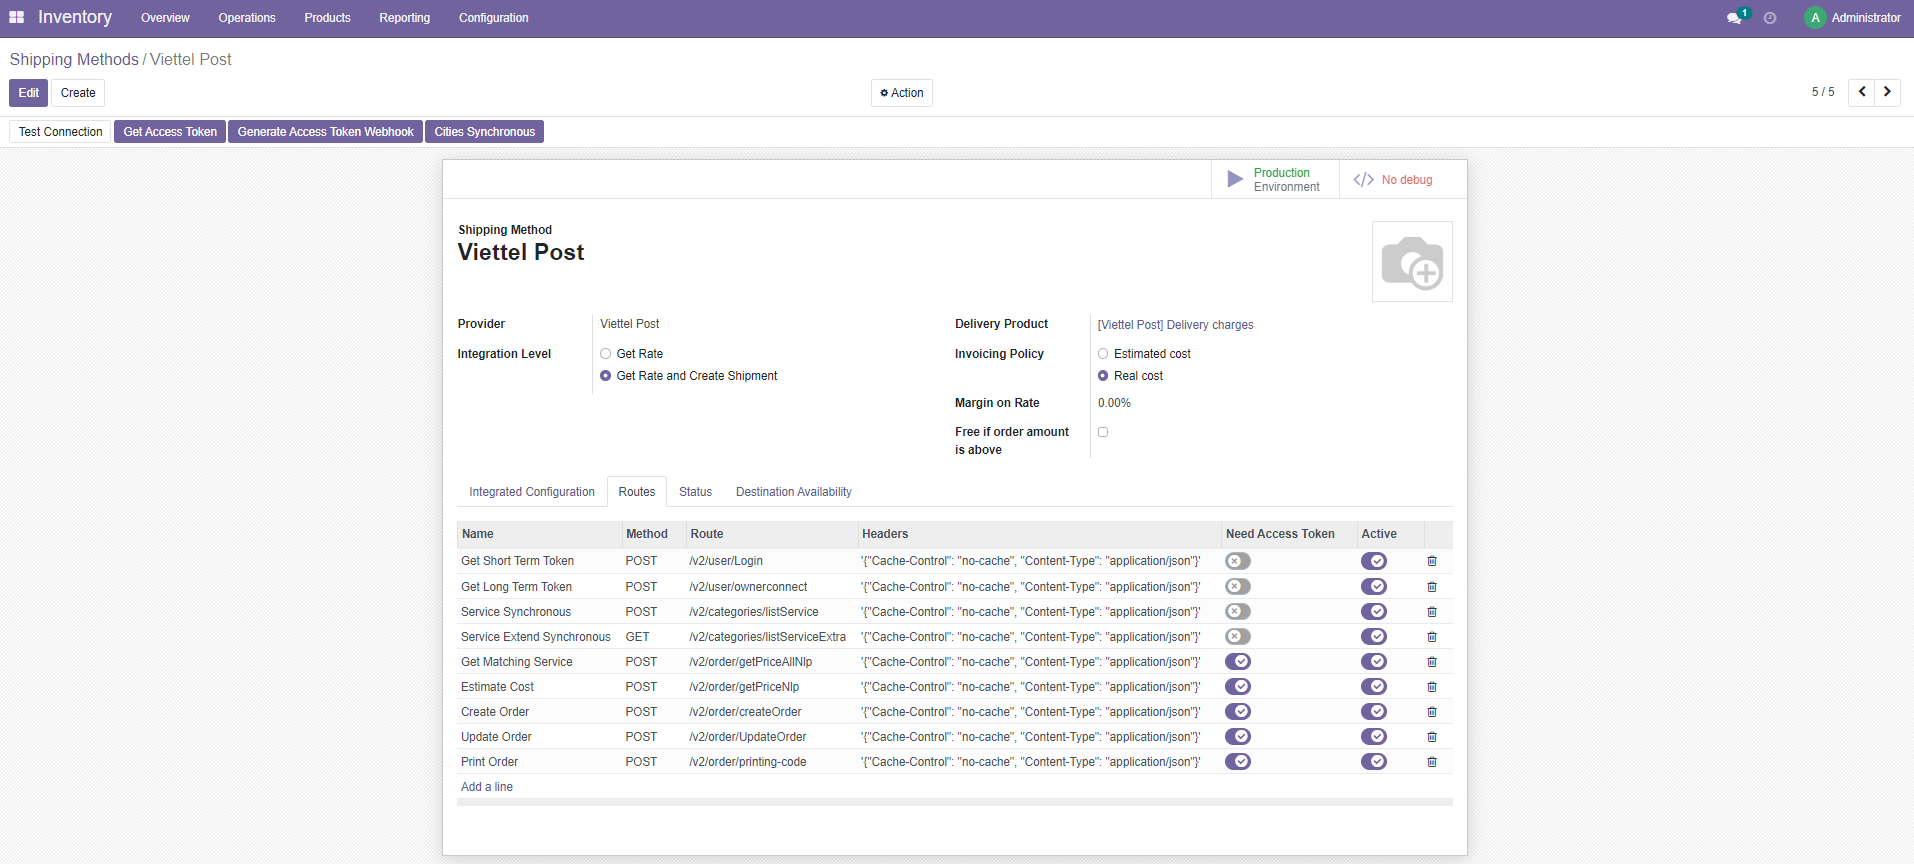 Inventory Overview Operations Products Reporting Configuration 1 A Administrator
Shipping Methods / Viettel Post
Edit Create Action 5 / 5
Test Connection Get Access Token Generate Access Token Webhook Cities Synchronous
Production
Environment
No debug
Shipping Method
Viettel Post
Provider Viettel Post
Integration Level Get Rate
Get Rate and Create Shipment
Delivery Product [Viettel Post] Delivery charges
Invoicing Policy Estimated cost
Real cost
Margin on Rate 0.00%
Free if order amount
is above
Integrated Configuration Routes Status Destination Availability
Name Method Route Headers Need Access Token Active
Get Short Term Token POST /v2/user/Login '{"Cache-Control": "no-cache", "Content-Type": "application/json"}'
Get Long Term Token POST /v2/user/ownerconnect '{"Cache-Control": "no-cache", "Content-Type": "application/json"}'
Service Synchronous POST /v2/categories/listService '{"Cache-Control": "no-cache", "Content-Type": "application/json"}'
Service Extend Synchronous GET /v2/categories/listServiceExtra '{"Cache-Control": "no-cache", "Content-Type": "application/json"}'
Get Matching Service POST /v2/order/getPriceAllNlp '{"Cache-Control": "no-cache", "Content-Type": "application/json"}'
Estimate Cost POST /v2/order/getPriceNlp '{"Cache-Control": "no-cache", "Content-Type": "application/json"}'
Create Order POST /v2/order/createOrder '{"Cache-Control": "no-cache", "Content-Type": "application/json"}'
Update Order POST /v2/order/UpdateOrder '{"Cache-Control": "no-cache", "Content-Type": "application/json"}'
Print Order POST /v2/order/printing-code '{"Cache-Control": "no-cache", "Content-Type": "application/json"}'
Add a line